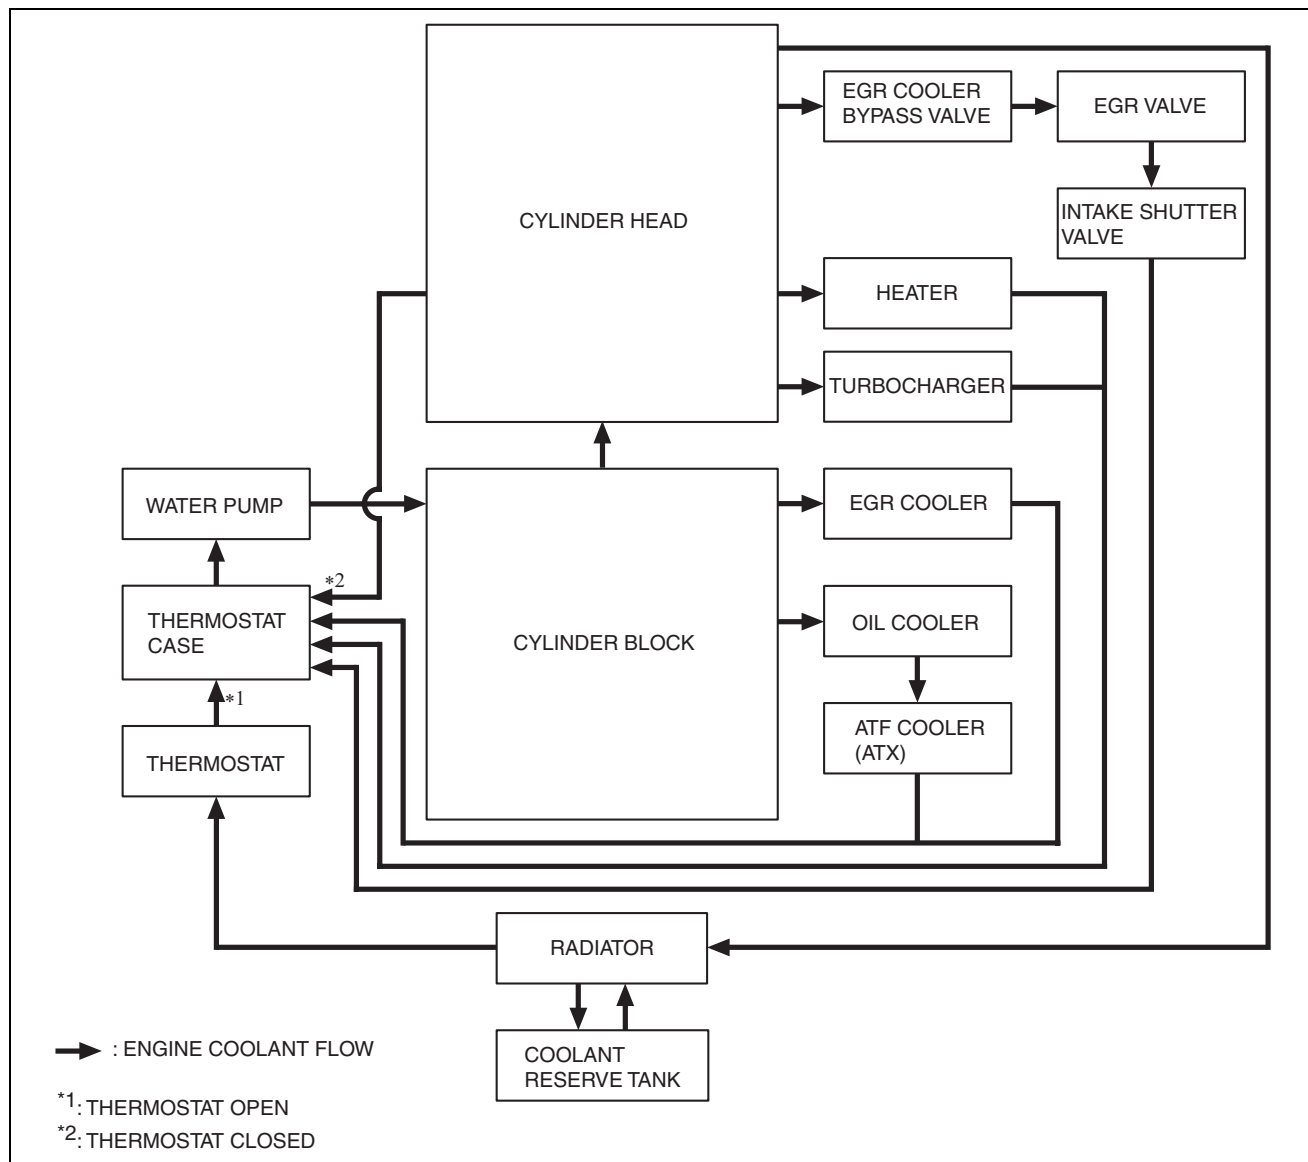 CYLINDER HEAD
EGR COOLER
BYPASS VALVE
EGR VALVE
INTAKE SHUTTER
VALVE
HEATER
TURBOCHARGER
WATER PUMP
EGR COOLER
*2
THERMOSTAT
CASE
CYLINDER BLOCK
OIL COOLER
*1
THERMOSTAT
ATF COOLER
(ATX)
RADIATOR
COOLANT
RESERVE TANK
: ENGINE COOLANT FLOW
*1: THERMOSTAT OPEN
*2: THERMOSTAT CLOSED